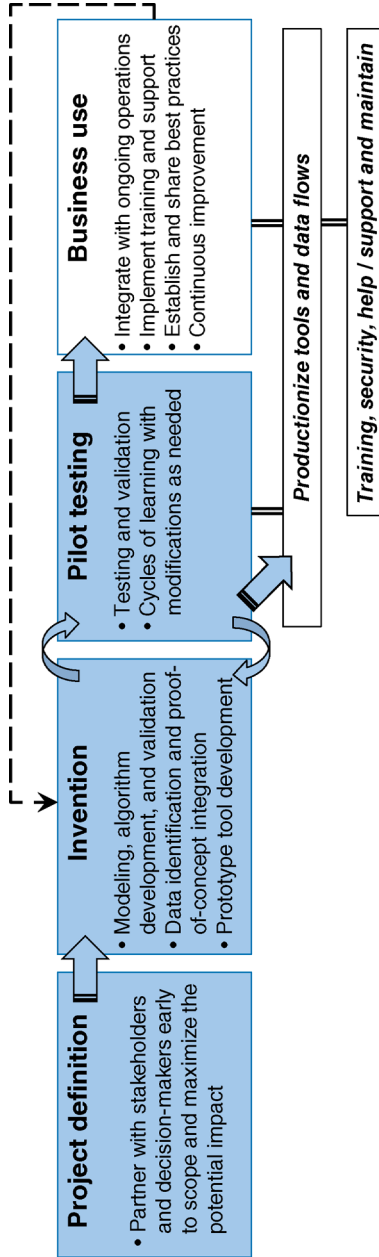 Project definition
• Partner with stakeholders
and decision-makers early
to scope and maximize the
potential impact
Invention
• Modeling, algorithm
development, and validation
• Data identification and proof-
of-concept integration
• Prototype tool development
Pilot testing
• Testing and validation
• Cycles of learning with
modifications as needed
Business use
• Integrate with ongoing operations
• Implement training and support
• Establish and share best practices
• Continuous improvement
Productionize tools and data flows
Training, security, help / support and maintain